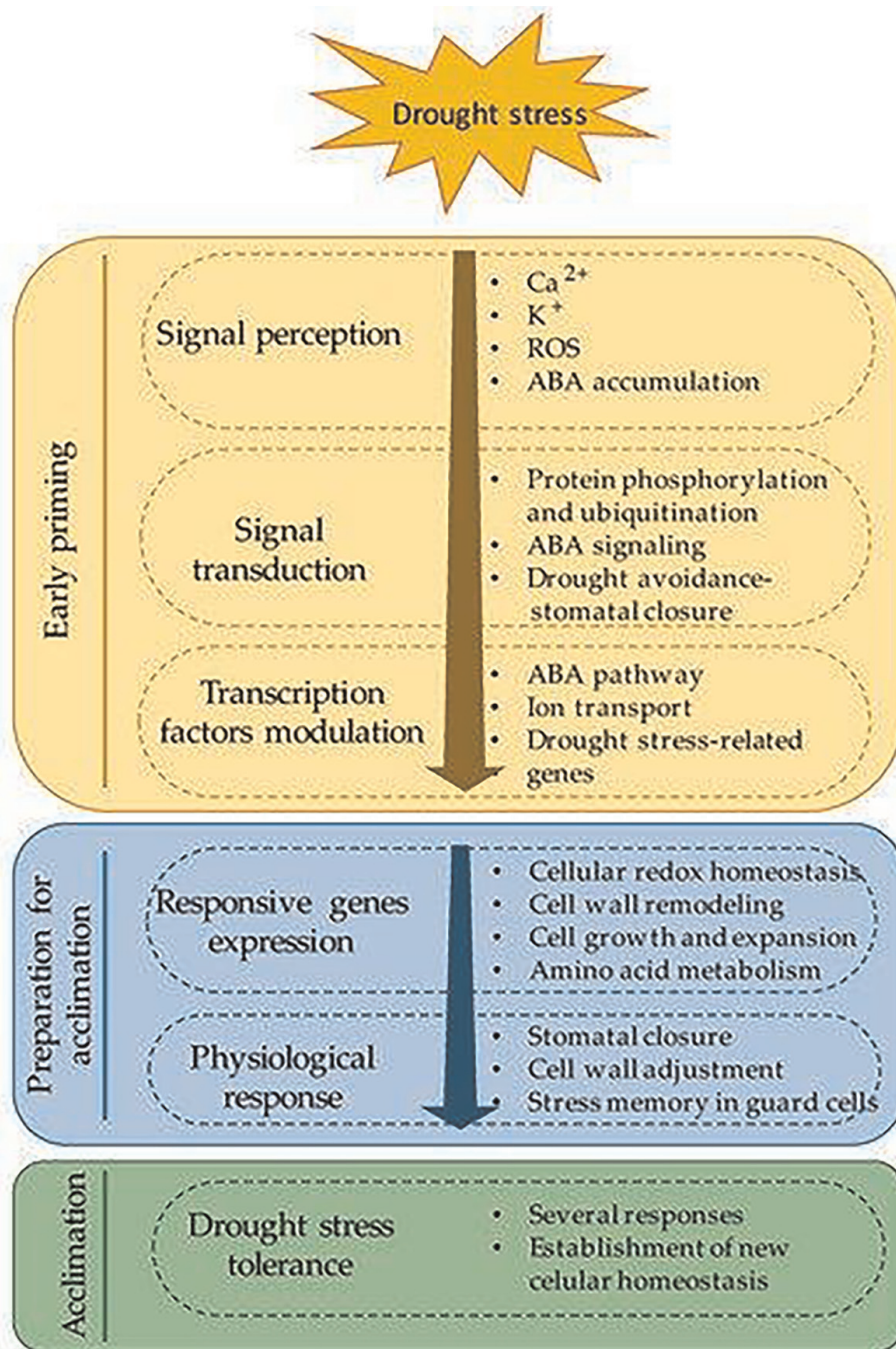 Drought stress
Early priming
Signal perception
• Ca2+
• K+
• ROS
• ABA accumulation
Signal
transduction
• Protein phosphorylation
and ubiquitination
• ABA signaling
• Drought avoidance-
stomatal closure
Transcription
factors modulation
• ABA pathway
• Ion transport
• Drought stress-related
genes
Preparation for
acclimation
Responsive genes
expression
• Cellular redox homeostasis
• Cell wall remodeling
• Cell growth and expansion
• Amino acid metabolism
Physiological
response
• Stomatal closure
• Cell wall adjustment
• Stress memory in guard cells
Acclimation
Drought stress
tolerance
• Several responses
• Establishment of new
celular homeostasis